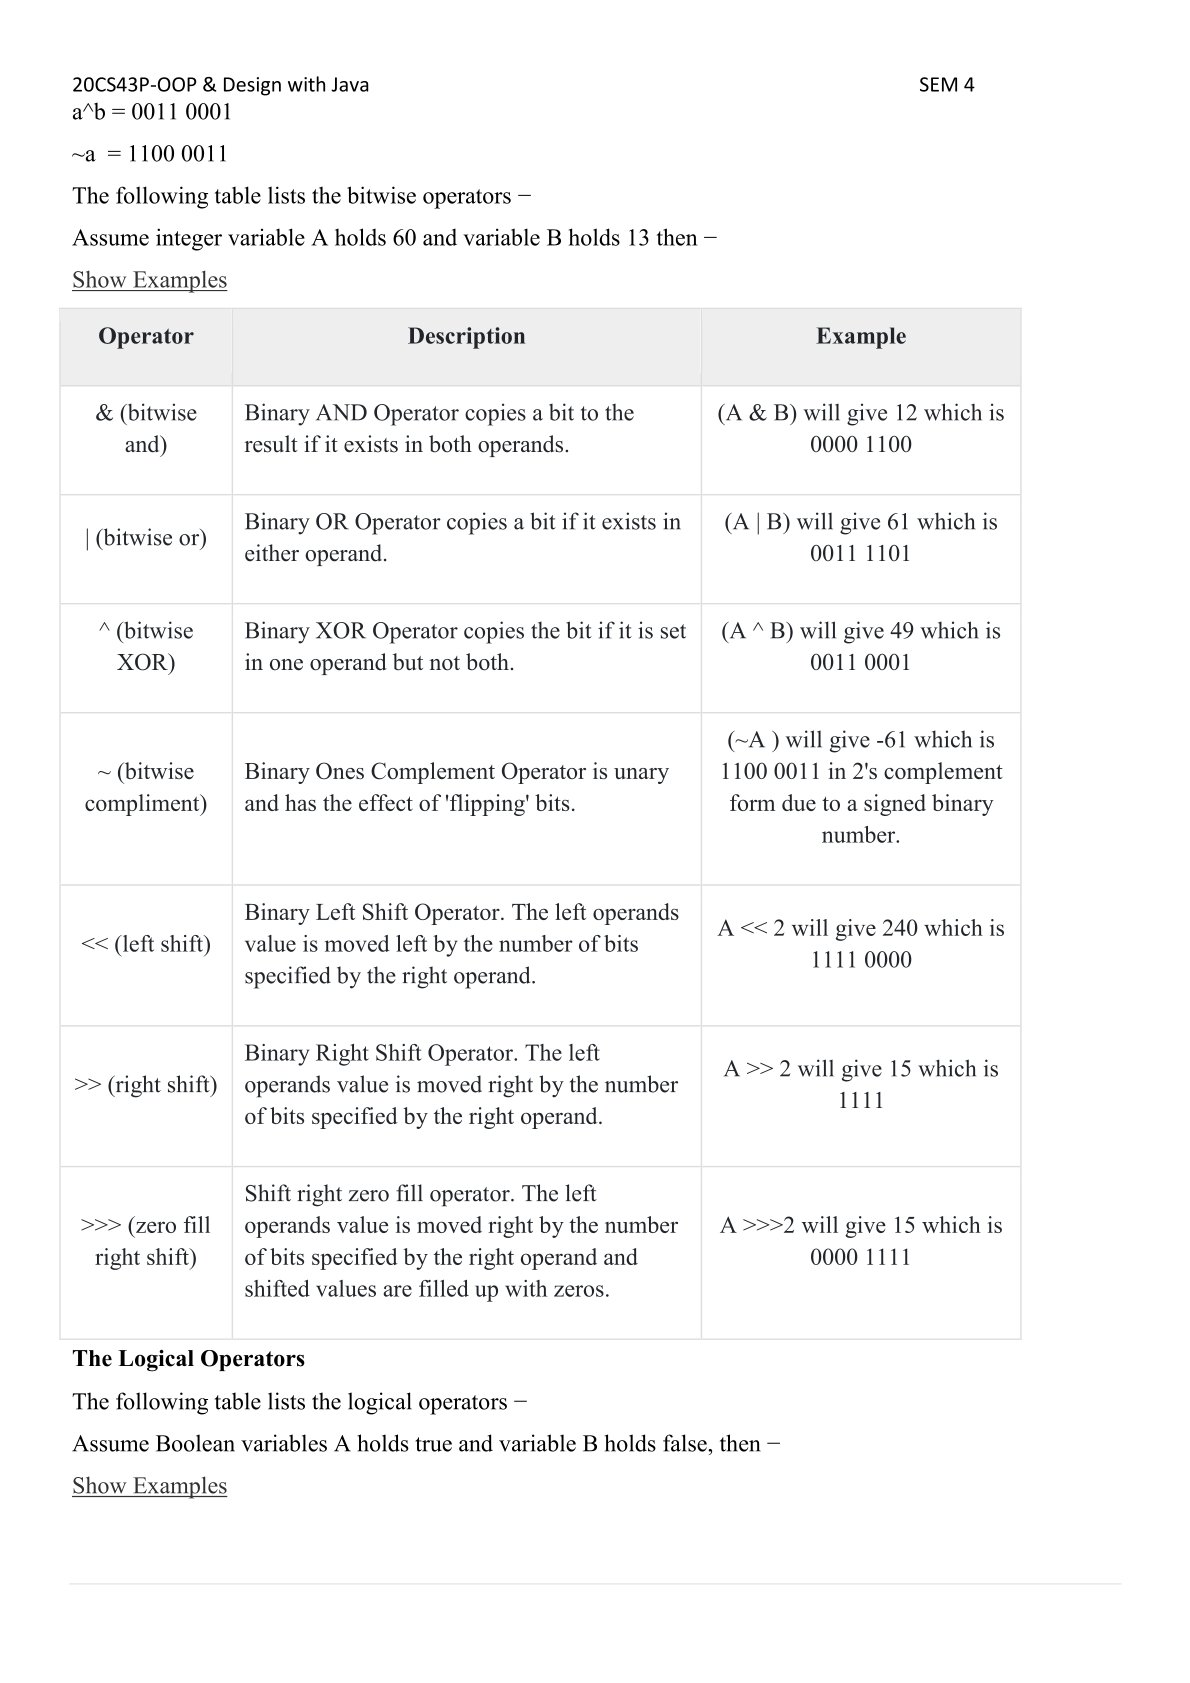 20CS43P-OOP & Design with Java SEM 4
a^b = 0011 0001
~a = 1100 0011
The following table lists the bitwise operators −
Assume integer variable A holds 60 and variable B holds 13 then −
Show Examples
Operator Description Example
& (bitwise
and)
Binary AND Operator copies a bit to the
result if it exists in both operands.
(A & B) will give 12 which is
0000 1100
| (bitwise or)
Binary OR Operator copies a bit if it exists in
either operand.
(A | B) will give 61 which is
0011 1101
^ (bitwise
XOR)
Binary XOR Operator copies the bit if it is set
in one operand but not both.
(A ^ B) will give 49 which is
0011 0001
~ (bitwise
compliment)
Binary Ones Complement Operator is unary
and has the effect of 'flipping' bits.
(~A ) will give -61 which is
1100 0011 in 2's complement
form due to a signed binary
number.
<< (left shift)
Binary Left Shift Operator. The left operands
value is moved left by the number of bits
specified by the right operand.
A << 2 will give 240 which is
1111 0000
>> (right shift)
Binary Right Shift Operator. The left
operands value is moved right by the number
of bits specified by the right operand.
A >> 2 will give 15 which is
1111
>>> (zero fill
right shift)
Shift right zero fill operator. The left
operands value is moved right by the number
of bits specified by the right operand and
shifted values are filled up with zeros.
A >>>2 will give 15 which is
0000 1111
The Logical Operators
The following table lists the logical operators −
Assume Boolean variables A holds true and variable B holds false, then −
Show Examples